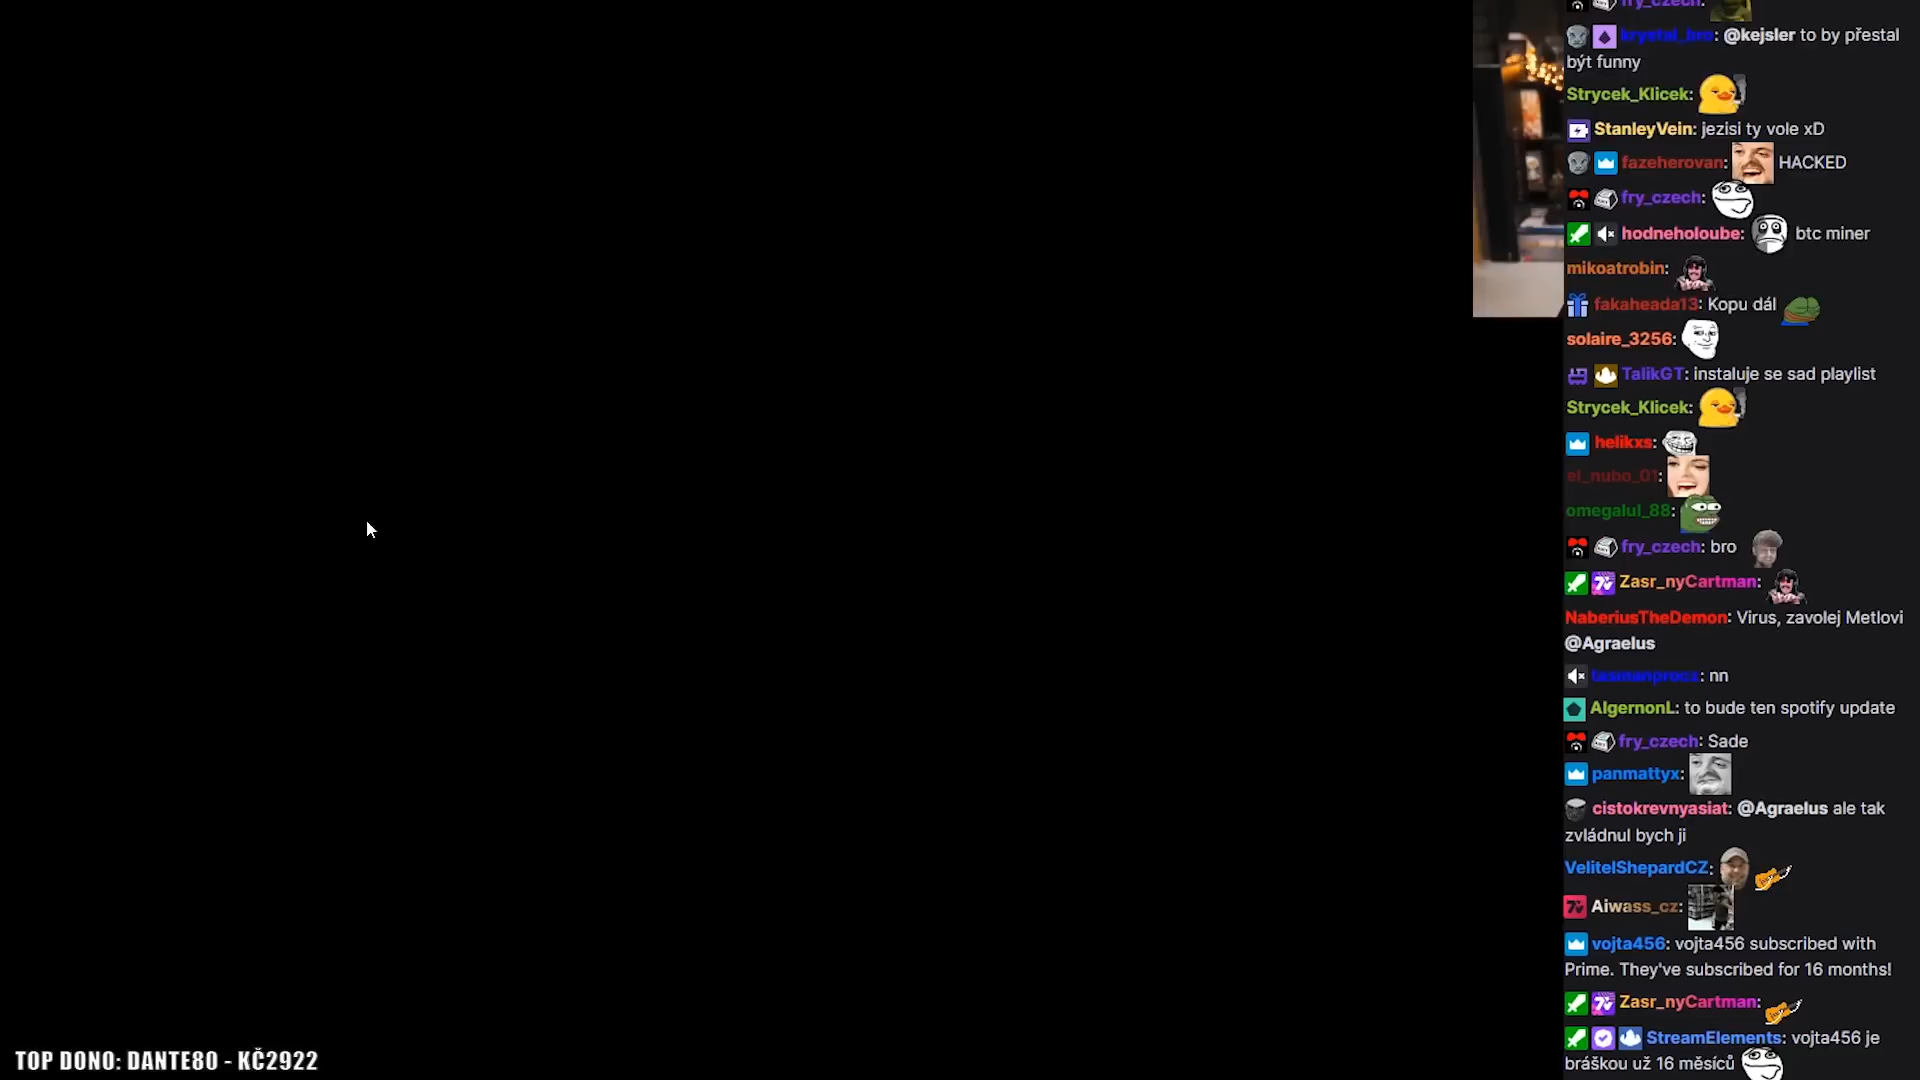 fry_czech:
krystal_bro: @kejsler to by přestal
být funny
Strycek_Klicek:
StanleyVein: jezisi ty vole xD
fazeherovan: HACKED
fry_czech:
hodneholoube: btc miner
mikoatrobin:
fakaheada13: Kopu dál
solaire_3256:
TalikGT: instaluje se sad playlist
Strycek_Klicek:
helikxs:
el_nubo_01:
omegalul_88:
fry_czech: bro
Zasr_nyCartman:
NaberiusTheDemon: Virus, zavolej Metlovi
@Agraelus
: nn
AlgernonL: to bude ten spotify update
fry_czech: Sade
panmattyx:
cistokrevnyasiat: @Agraelus ale tak
zvládnul bych ji
VelitelShepardCZ:
Aiwass_cz:
vojta456: vojta456 subscribed with
Prime. They've subscribed for 16 months!
Zasr_nyCartman:
StreamElements: vojta456 je
bráškou už 16 měsíců
TOP DONO: DANTE80 - KČ2922